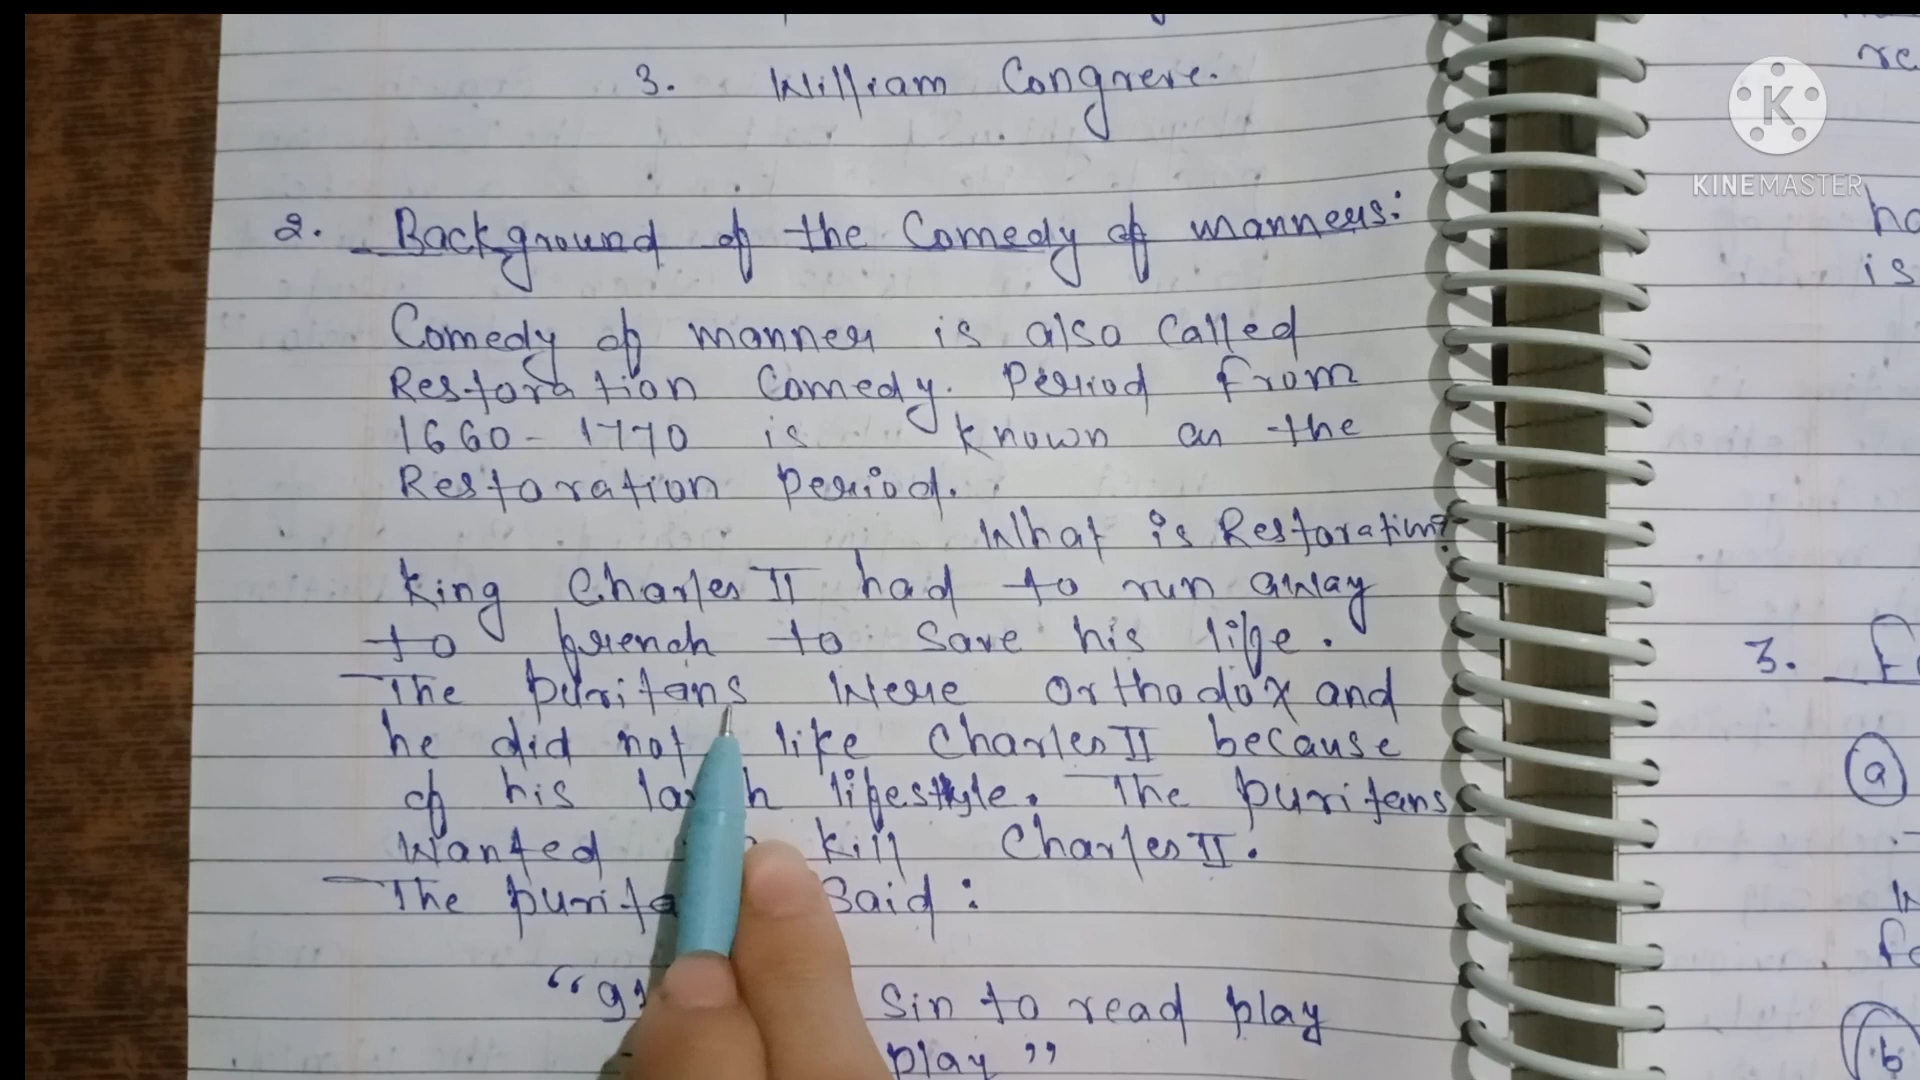 3. William Congreve.
2. Background of the Comedy of manners:
Comedy of manner is also called
Restoration Comedy. Period from
1660-1770 is known as the
Restoration Period.
What is Restoration?
King Charles II had to run away
to french to save his life.
The puritans were orthodox and
he did not like Charles II because
of his lifestyle. The puritans
Wanted kill Charles II.
The Said:
Sin to read play
play"
re
ha
is
3. F
a
b
KINEMASTER